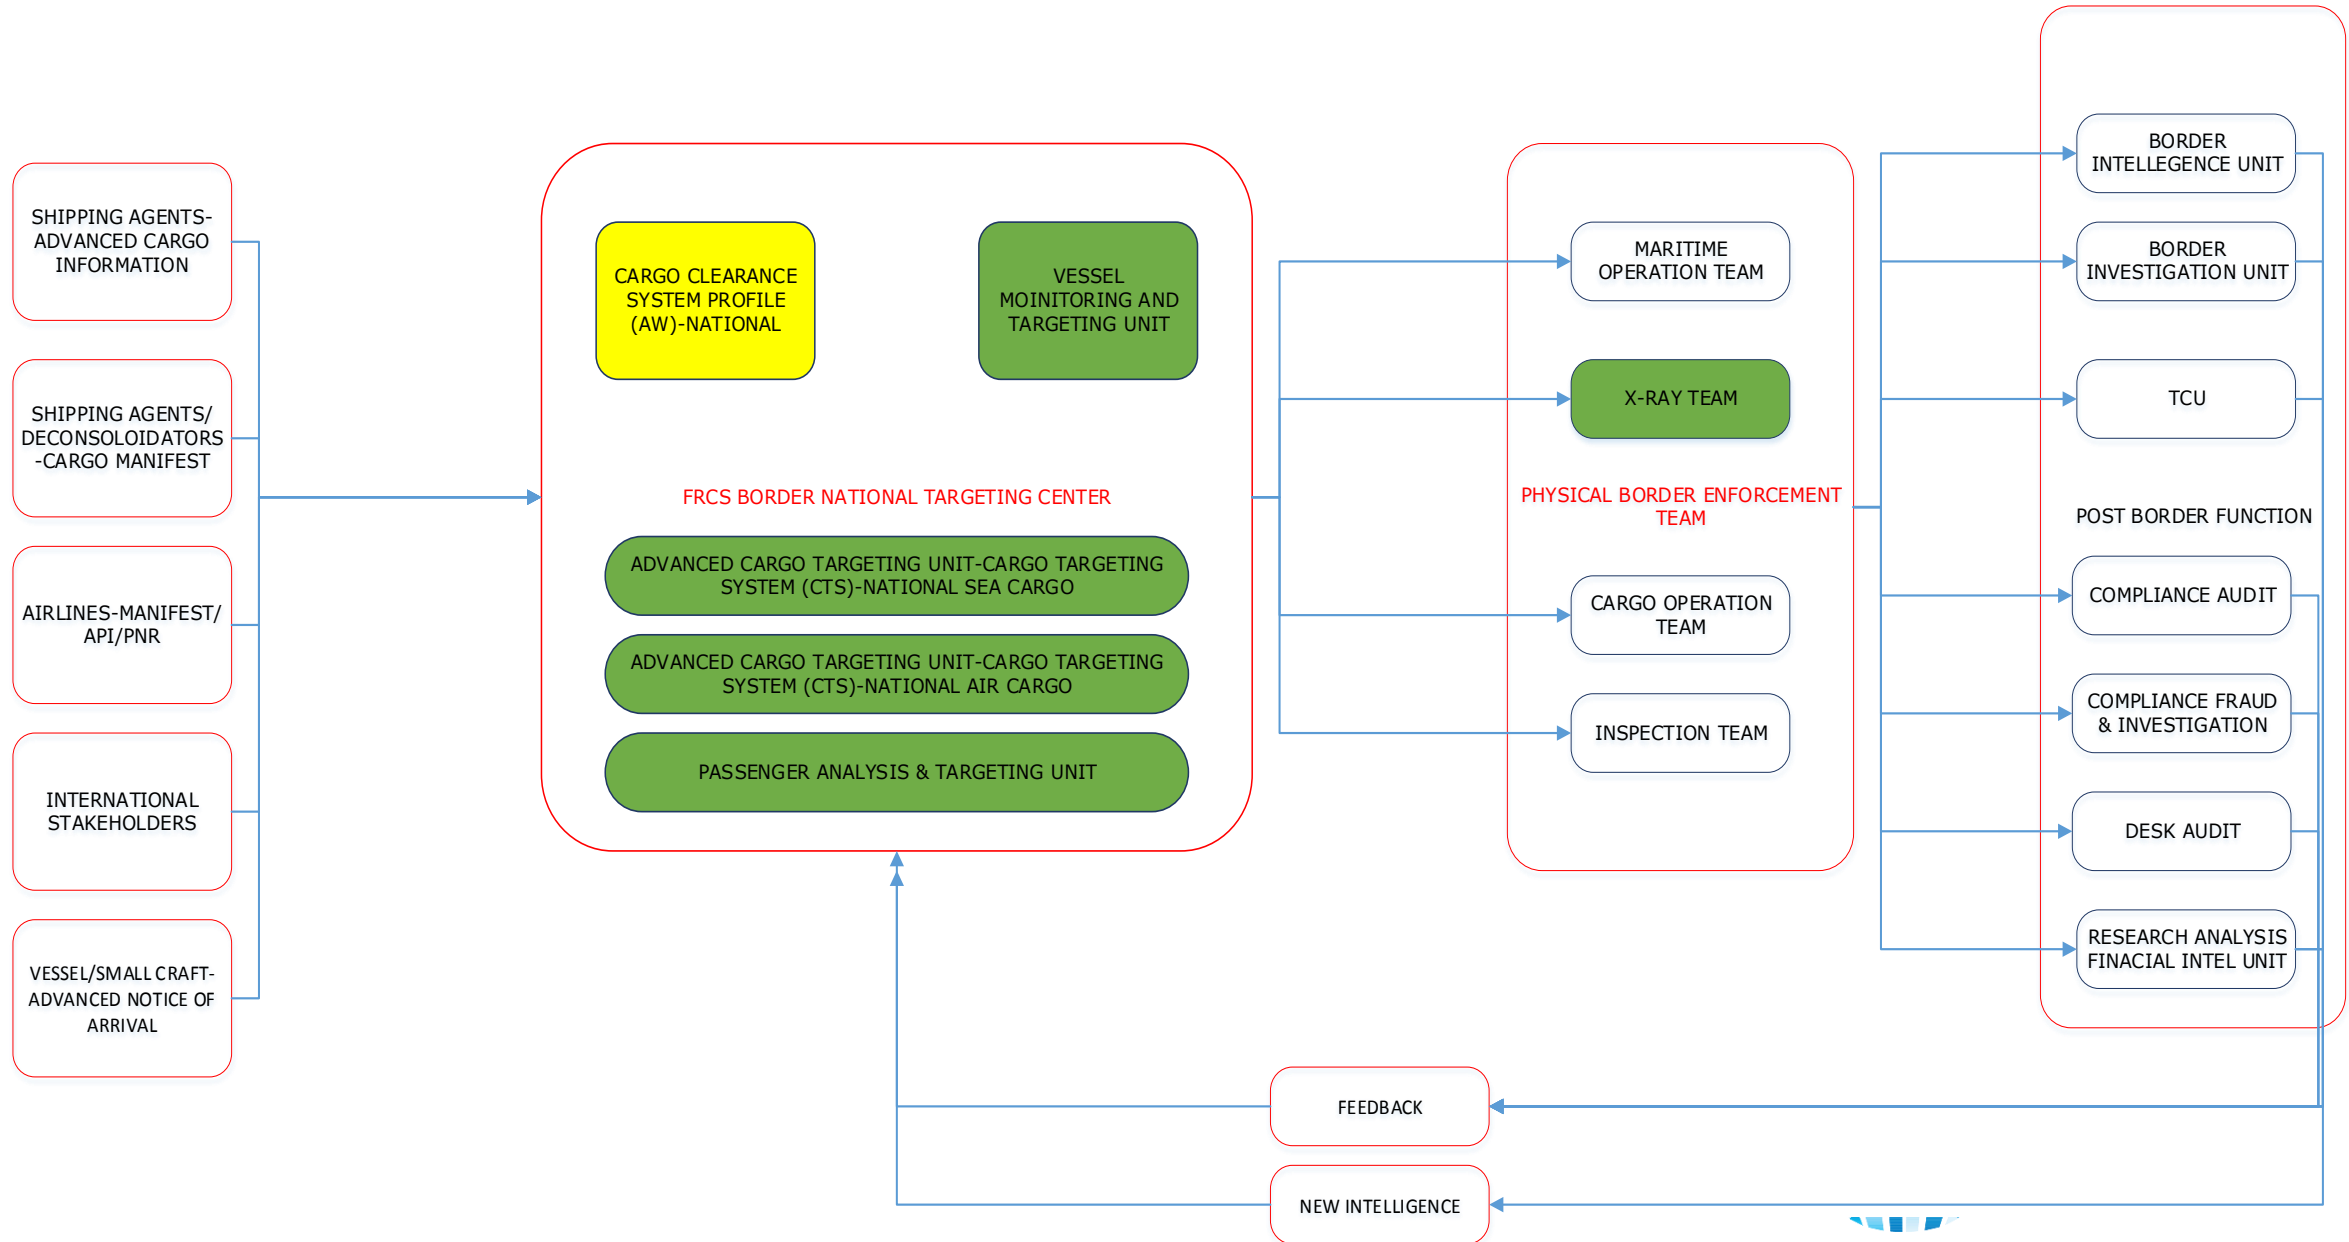 SHIPPING AGENTS-
ADVANCED CARGO
INFORMATION
SHIPPING AGENTS/
DECONSOLOIDATORS
-CARGO MANIFEST
AIRLINES-MANIFEST/
API/PNR
INTERNATIONAL
STAKEHOLDERS
VESSEL/SMALL CRAFT-
ADVANCED NOTICE OF
ARRIVAL
CARGO CLEARANCE
SYSTEM PROFILE
(AW)-NATIONAL
VESSEL
MOINITORING AND
TARGETING UNIT
FRCS BORDER NATIONAL TARGETING CENTER
ADVANCED CARGO TARGETING UNIT-CARGO TARGETING
SYSTEM (CTS)-NATIONAL SEA CARGO
ADVANCED CARGO TARGETING UNIT-CARGO TARGETING
SYSTEM (CTS)-NATIONAL AIR CARGO
PASSENGER ANALYSIS & TARGETING UNIT
MARITIME
OPERATION TEAM
X-RAY TEAM
PHYSICAL BORDER ENFORCEMENT
TEAM
CARGO OPERATION
TEAM
INSPECTION TEAM
BORDER
INTELLEGENCE UNIT
BORDER
INVESTIGATION UNIT
TCU
POST BORDER FUNCTION
COMPLIANCE AUDIT
COMPLIANCE FRAUD
& INVESTIGATION
DESK AUDIT
RESEARCH ANALYSIS
FINACIAL INTEL UNIT
FEEDBACK
NEW INTELLIGENCE